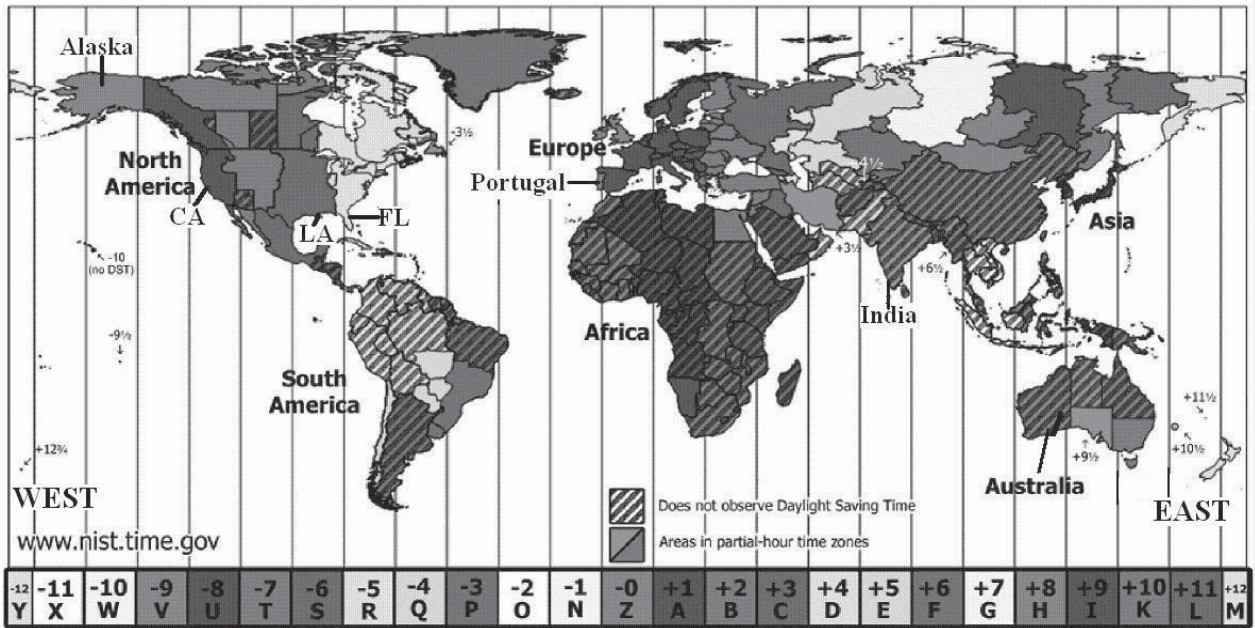 Alaska
-3½
North
America
Europe
Portugal
+4½
CA
LA
FL
Asia
-10
(no DST)
+3½
+6½
India
-9½
Africa
South
America
+11½
+10½
+9½
+12¾
WEST
Australia
EAST
Does not observe Daylight Saving Time
Areas in partial-hour time zones
www.nist.time.gov
-12 -11 -10 -9 -8 -7 -6 -5 -4 -3 -2 -1 -0 +1 +2 +3 +4 +5 +6 +7 +8 +9 +10 +11 +12
Y X W V U T S R Q P O N Z A B C D E F G H I K L M